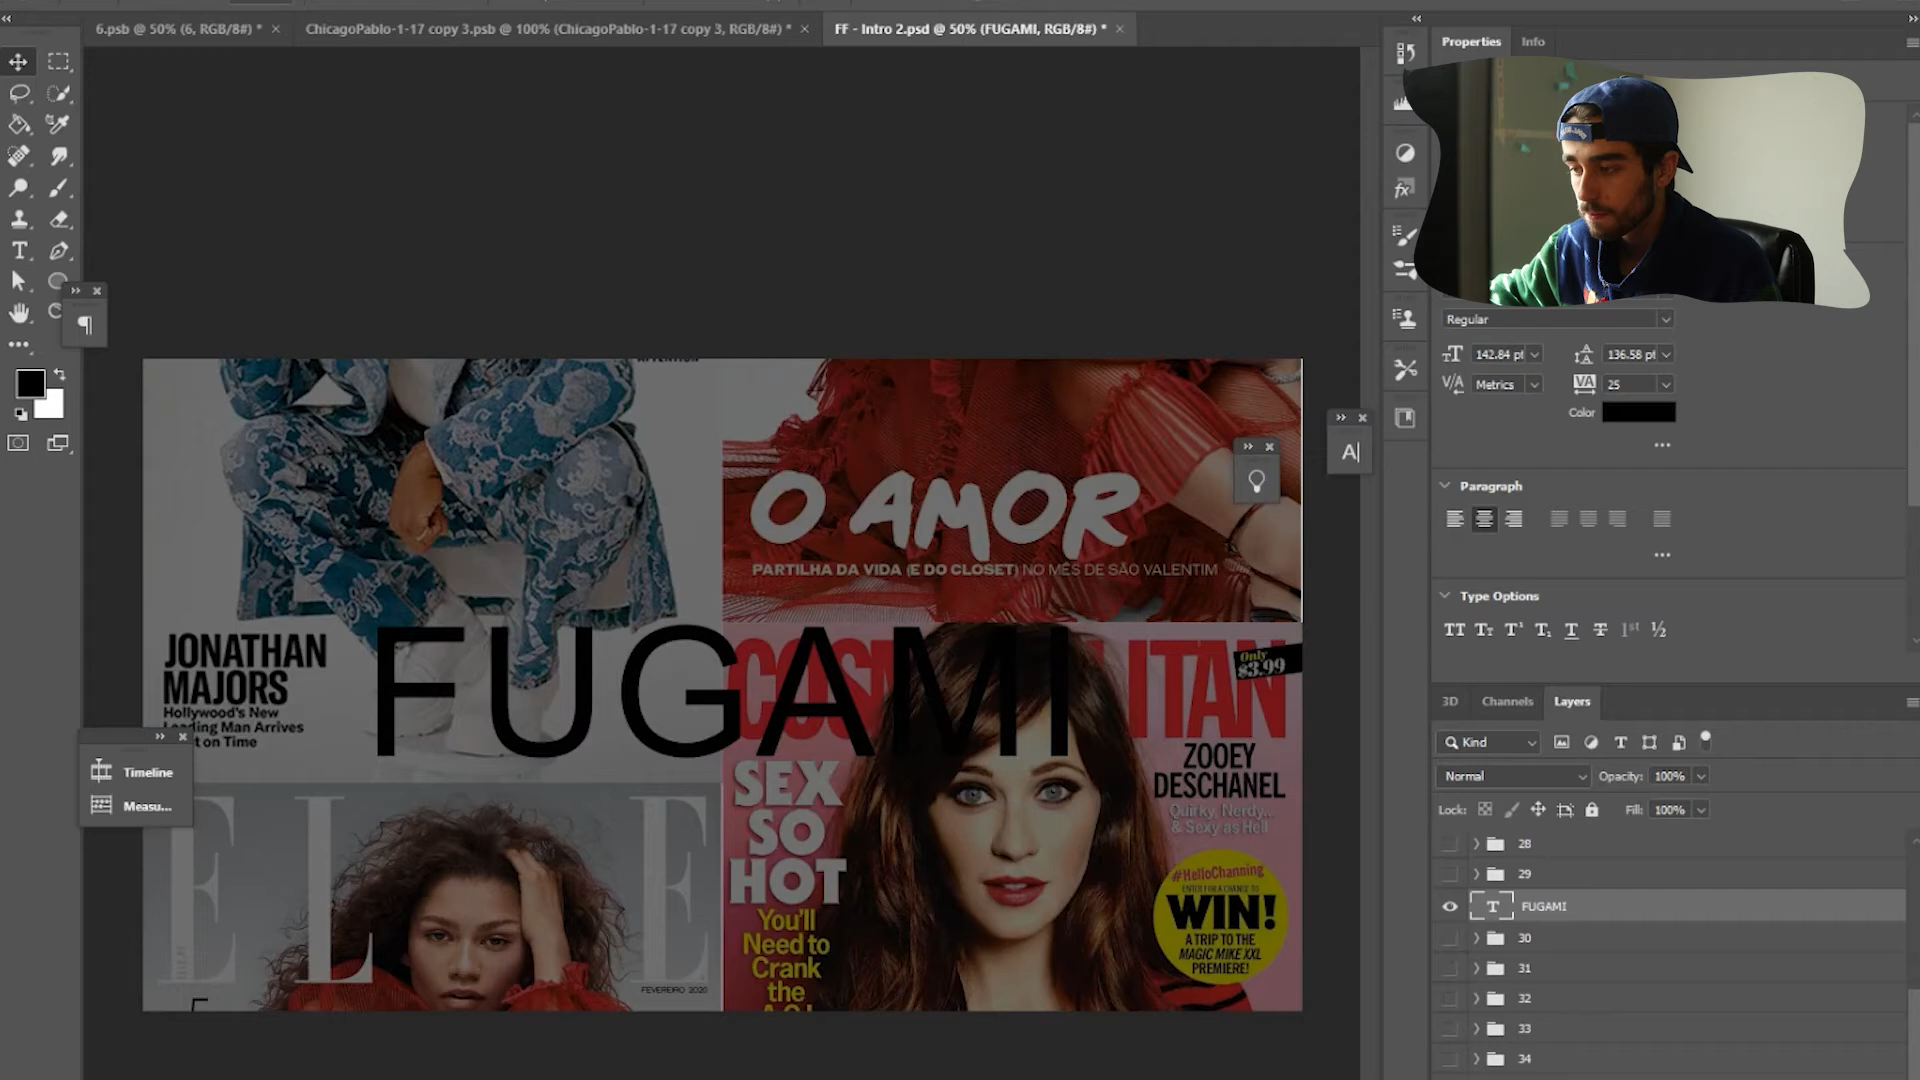 6.psb @ 50% (6, RGB/8#) *
ChicagoPablo-1-17 copy 3.psb @ 100% (ChicagoPablo-1-17 copy 3, RGB/8#) *
FF - Intro 2.psd @ 50% (FUGAMI, RGB/8#) *
Properties
Info
Regular
142.84 pt
136.58 pt
Metrics
25
Color
Paragraph
Type Options
3D
Channels
Layers
Kind
Normal
Opacity: 100%
Lock:
Fill: 100%
28
29
FUGAMI
30
31
32
33
34
Timeline
Measu...
O AMOR
PARTILHA DA VIDA (E DO CLOSET) NO MÊS DE SÃO VALENTIM
FUGAMI
JONATHAN
MAJORS
Hollywood's New
Leading Man Arrives
t on Time
ELLE
FEVEREIRO 2020
COSM LITAN
Only
$3.99
ZOOEY
DESCHANEL
Quirky, Nerdy...
& Sexy as Hell
SEX
SO
HOT
You'll
Need to
Crank
the
#HelloChanning
ENTER FOR A CHANCE TO
WIN!
A TRIP TO THE
MAGIC MIKE XXL
PREMIERE!